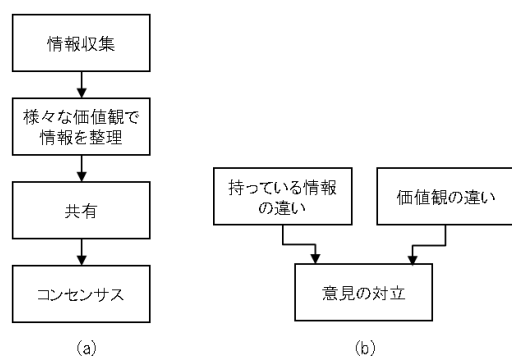 情報収集
様々な価値観で
情報を整理
共有
コンセンサス
(a)
持っている情報
の違い
価値観の違い
意見の対立
(b)